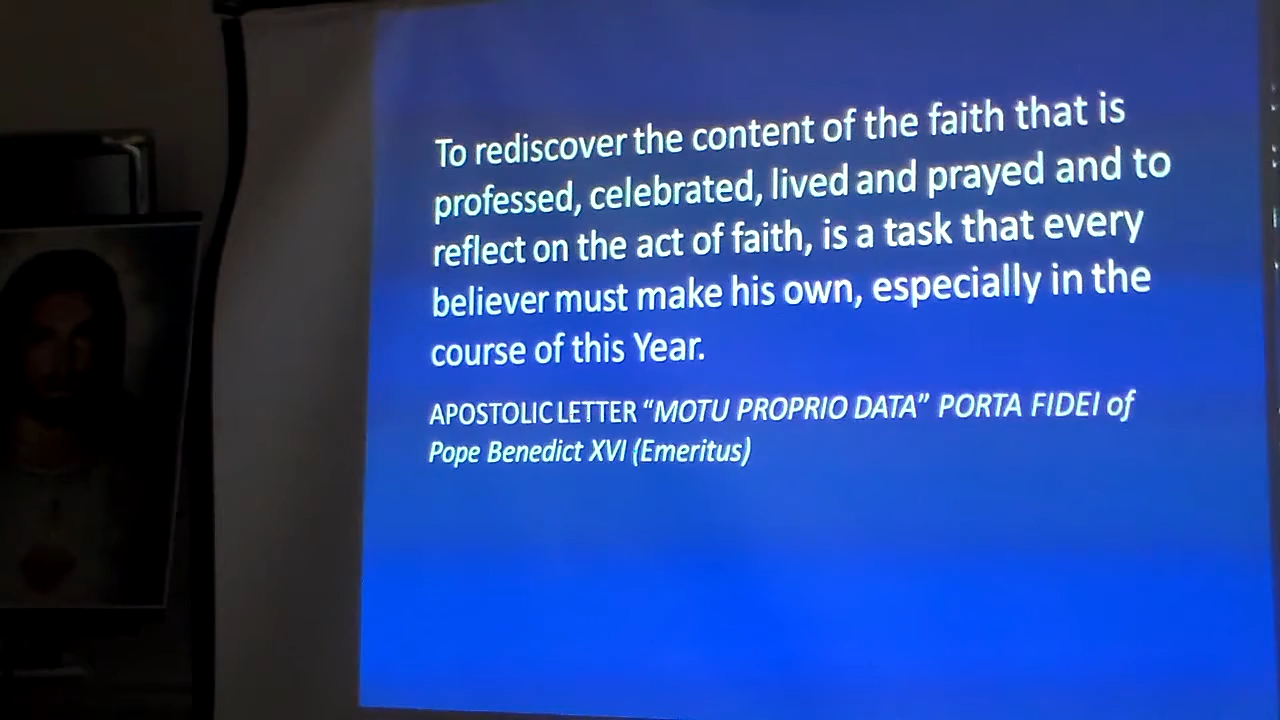 To rediscover the content of the faith that is
professed, celebrated, lived and prayed and to
reflect on the act of faith, is a task that every
believer must make his own, especially in the
course of this Year.
APOSTOLIC LETTER “MOTU PROPRIO DATA” PORTA FIDEI of
Pope Benedict XVI (Emeritus)